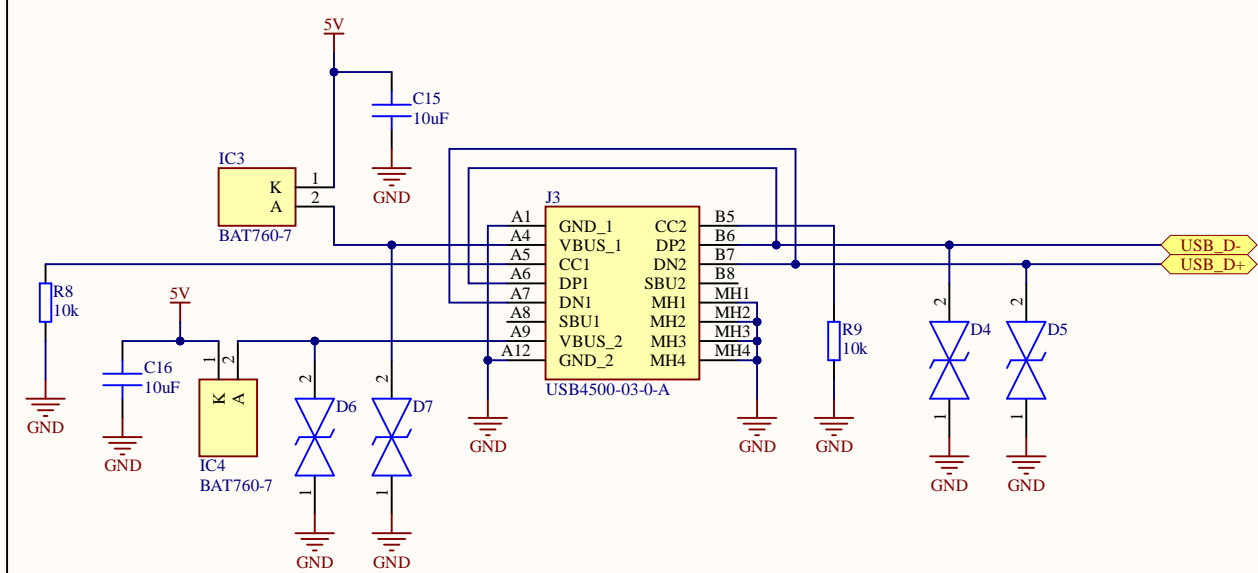 5V
C15
10uF
GND
IC3
K 1
A 2
BAT760-7
J3
A1 GND_1 CC2 B5
A4 VBUS_1 DP2 B6
A5 CC1 DN2 B7
A6 DP1 SBU2 B8
A7 DN1 MH1 MH1
A8 SBU1 MH2 MH2
A9 VBUS_2 MH3 MH3
A12 GND_2 MH4 MH4
USB4500-03-0-A
USB_D-
USB_D+
R8
10k
GND
5V
C16
10uF
GND
1 2
K A
IC4
BAT760-7
2
D6
1
GND
2
D7
1
GND
GND
GND
R9
10k
GND
2
D4
1
GND
2
D5
1
GND